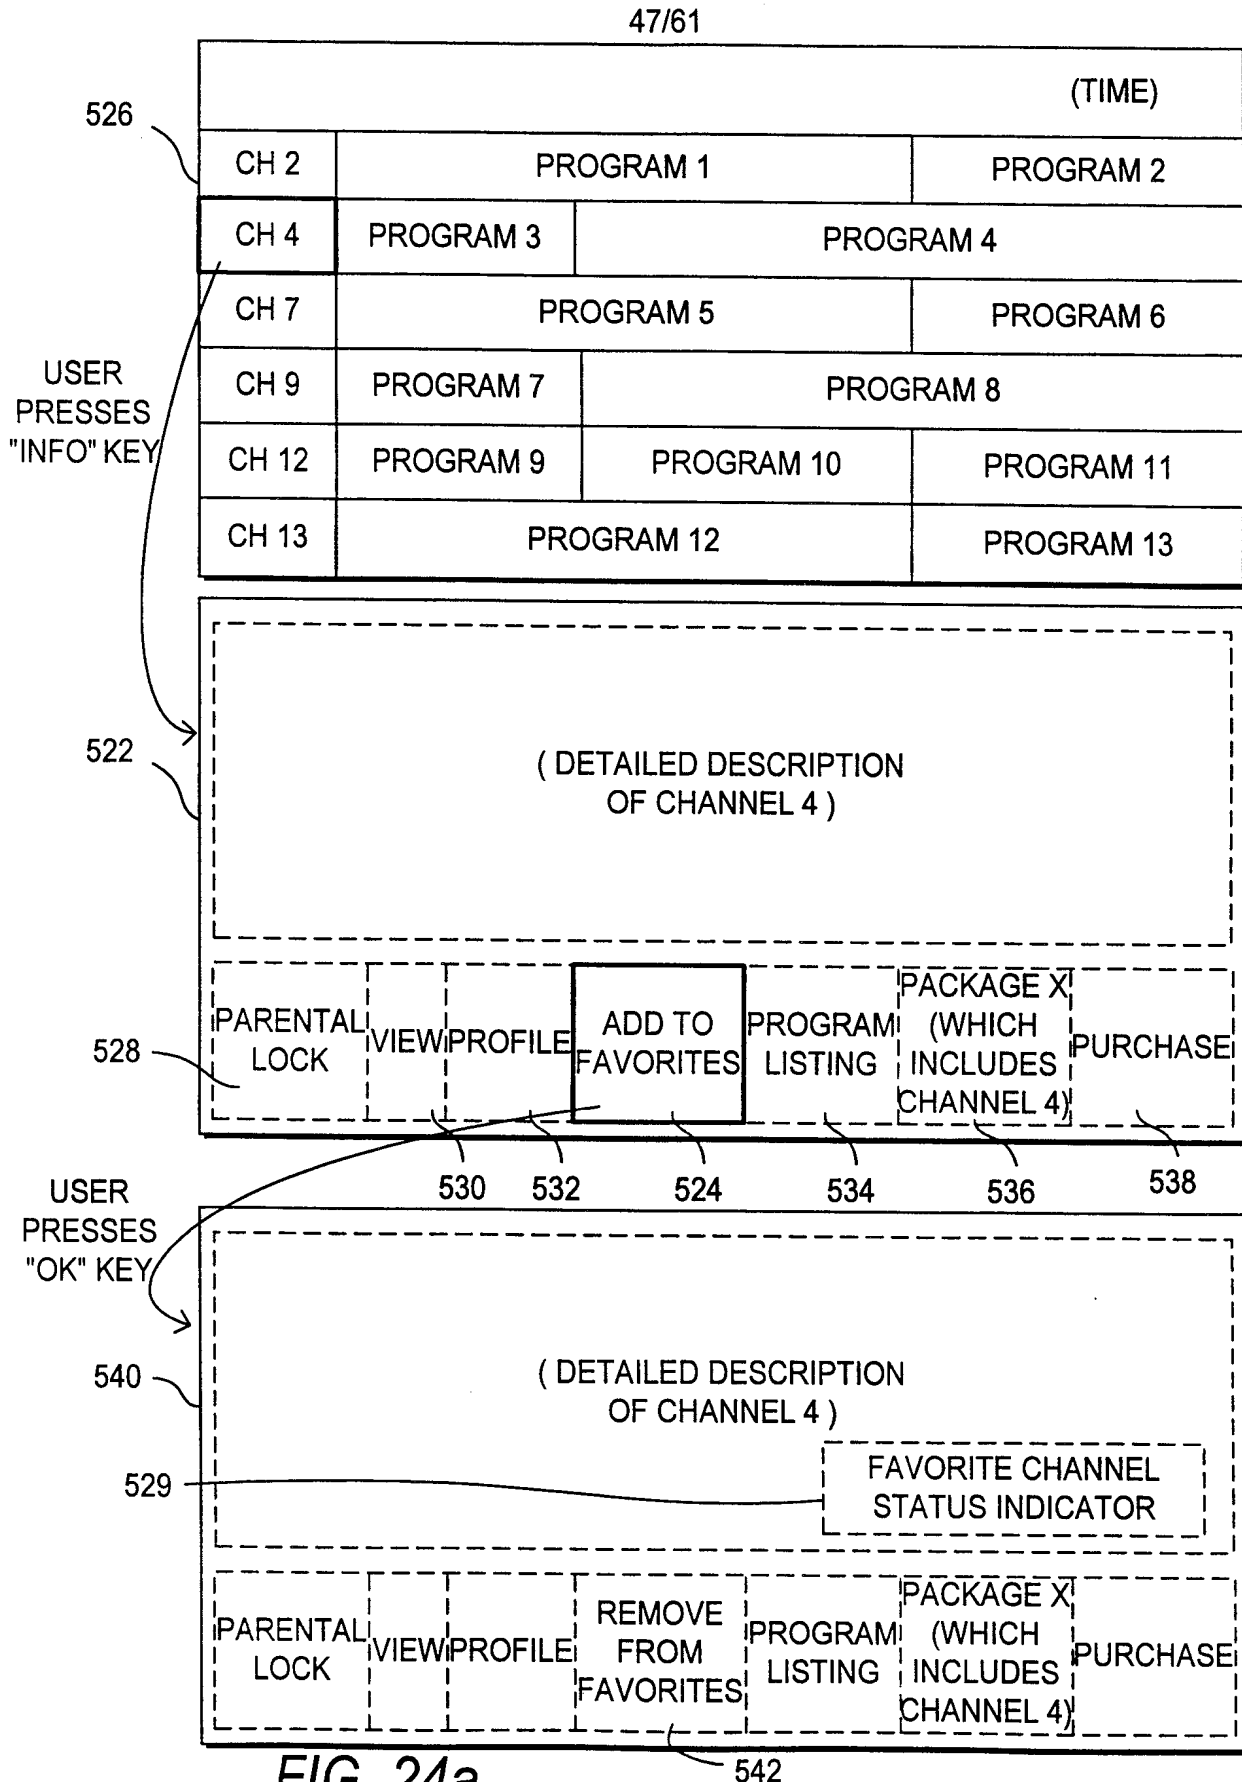 47/61
(TIME)
526
CH 2 PROGRAM 1 PROGRAM 2
CH 4 PROGRAM 3 PROGRAM 4
CH 7 PROGRAM 5 PROGRAM 6
CH 9 PROGRAM 7 PROGRAM 8
CH 12 PROGRAM 9 PROGRAM 10 PROGRAM 11
CH 13 PROGRAM 12 PROGRAM 13
USER
PRESSES
"INFO" KEY
522
( DETAILED DESCRIPTION
OF CHANNEL 4 )
528
PARENTAL
LOCK
VIEW
PROFILE
ADD TO
FAVORITES
PROGRAM
LISTING
PACKAGE X
(WHICH
INCLUDES
CHANNEL 4)
PURCHASE
530 532 524 534 536 538
USER
PRESSES
"OK" KEY
540
( DETAILED DESCRIPTION
OF CHANNEL 4 )
529
FAVORITE CHANNEL
STATUS INDICATOR
PARENTAL
LOCK
VIEW
PROFILE
REMOVE
FROM
FAVORITES
PROGRAM
LISTING
PACKAGE X
(WHICH
INCLUDES
CHANNEL 4)
PURCHASE
542
FIG. 24a